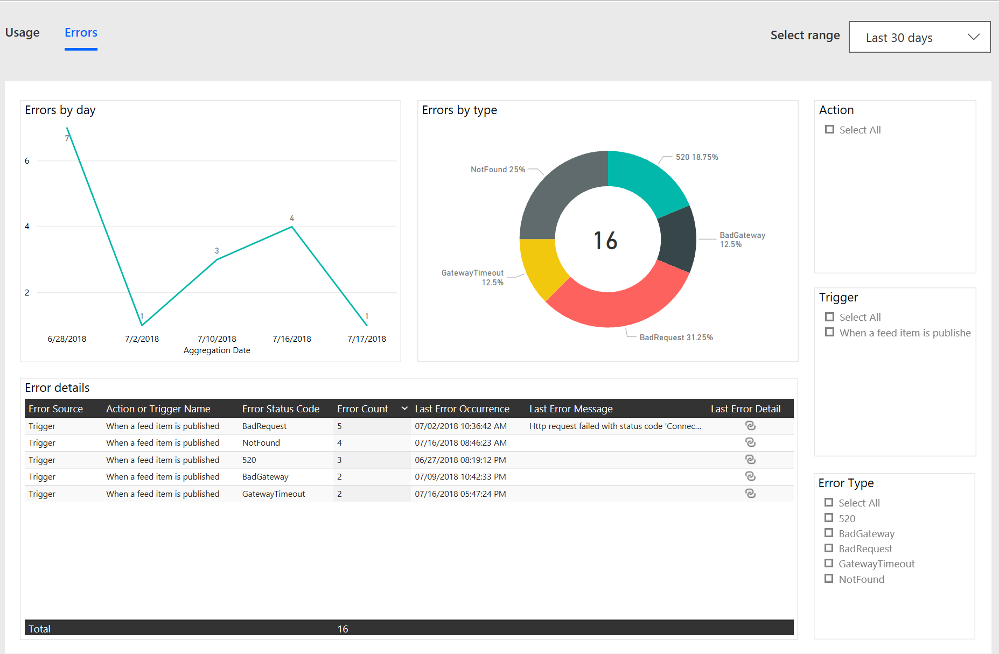 Usage
Errors
Select range
Last 30 days
Errors by day
7
6
4
3
4
2
1
1
6/28/2018
7/2/2018
7/10/2018
7/16/2018
7/17/2018
Aggregation Date
Errors by type
520 18.75%
NotFound 25%
BadGateway
12.5%
16
GatewayTimeout
12.5%
BadRequest 31.25%
Action
Select All
Trigger
Select All
When a feed item is publishe
Error details
Error Source Action or Trigger Name Error Status Code Error Count Last Error Occurrence Last Error Message Last Error Detail
Trigger When a feed item is published BadRequest 5 07/02/2018 10:36:42 AM Http request failed with status code 'Connec...
Trigger When a feed item is published NotFound 4 07/16/2018 08:46:23 AM
Trigger When a feed item is published 520 3 06/27/2018 08:19:12 PM
Trigger When a feed item is published BadGateway 2 07/09/2018 10:42:33 PM
Trigger When a feed item is published GatewayTimeout 2 07/16/2018 05:47:24 PM
Total 16
Error Type
Select All
520
BadGateway
BadRequest
GatewayTimeout
NotFound